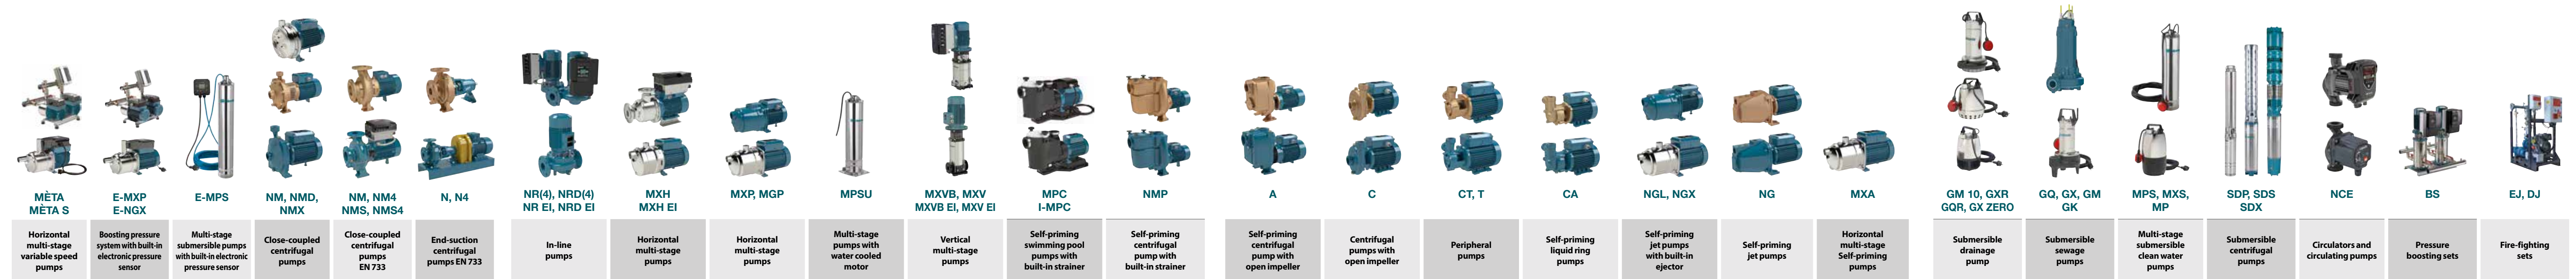 MÈTA
MÈTA S
Horizontal
multi-stage
variable speed
pumps
E-MXP
E-NGX
Boosting pressure
system with built-in
electronic pressure
sensor
E-MPS
Multi-stage
submersible pumps
with built-in electronic
pressure sensor
NM, NMD,
NMX
Close-coupled
centrifugal
pumps
NM, NM4
NMS, NMS4
Close-coupled
centrifugal
pumps
EN 733
N, N4
End-suction
centrifugal
pumps EN 733
NR(4), NRD(4)
NR EI, NRD EI
In-line
pumps
MXH
MXH EI
Horizontal
multi-stage
pumps
MXP, MGP
Horizontal
multi-stage
pumps
MPSU
Multi-stage
pumps with
water cooled
motor
MXVB, MXV
MXVB EI, MXV EI
Vertical
multi-stage
pumps
MPC
I-MPC
Self-priming
swimming pool
pumps with
built-in strainer
NMP
Self-priming
centrifugal
pump with
built-in strainer
A
Self-priming
centrifugal
pump with
open impeller
C
Centrifugal
pumps with
open impeller
CT, T
Peripheral
pumps
CA
Self-priming
liquid ring
pumps
NGL, NGX
Self-priming
jet pumps
with built-in
ejector
NG
Self-priming
jet pumps
MXA
Horizontal
multi-stage
Self-priming
pumps
GM 10, GXR
GQR, GX ZERO
Submersible
drainage
pump
GQ, GX, GM
GK
Submersible
sewage
pumps
MPS, MXS,
MP
Multi-stage
submersible
clean water
pumps
SDP, SDS
SDX
Submersible
centrifugal
pumps
NCE
Circulators and
circulating pumps
BS
Pressure
boosting sets
EJ, DJ
Fire-fighting
sets